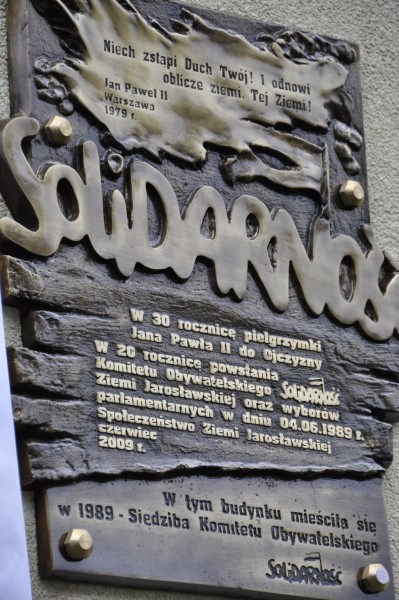 Niech zstąpi Duch Twój! I odnowi
oblicze ziemi. Tej Ziemi!
Jan Paweł II
Warszawa
1979 r.
SOLIDARNOŚĆ
W 30 rocznicę pielgrzymki
Jana Pawła II do Ojczyzny
W 20 rocznicę powstania
Komitetu Obywatelskiego SOLIDARNOŚĆ
Ziemi Jarosławskiej oraz wyborów
parlamentarnych w dniu 04.06.1989 r.
Społeczeństwo Ziemi Jarosławskiej
czerwiec
2009 r.
W tym budynku mieściła się
w 1989 - Siedziba Komitetu Obywatelskiego
SOLIDARNOŚĆ